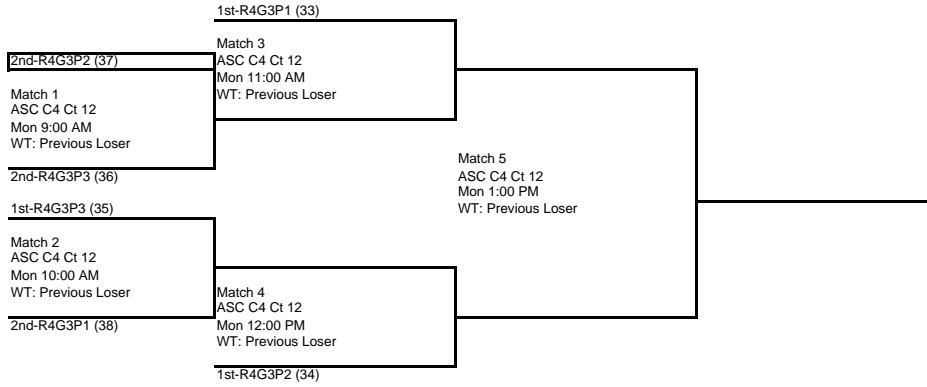 1st-R4G3P1 (33)
Match 3
ASC C4 Ct 12
Mon 11:00 AM
WT: Previous Loser
2nd-R4G3P2 (37)
Match 1
ASC C4 Ct 12
Mon 9:00 AM
WT: Previous Loser
2nd-R4G3P3 (36)
Match 5
ASC C4 Ct 12
Mon 1:00 PM
WT: Previous Loser
1st-R4G3P3 (35)
Match 2
ASC C4 Ct 12
Mon 10:00 AM
WT: Previous Loser
2nd-R4G3P1 (38)
Match 4
ASC C4 Ct 12
Mon 12:00 PM
WT: Previous Loser
1st-R4G3P2 (34)